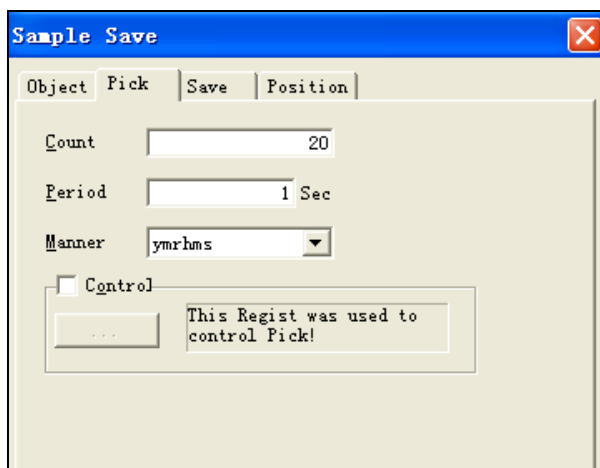 Sample Save
Object Pick Save Position
Count 20
Period 1 Sec
Manner ymrhms
Control
... This Regist was used to
control Pick!